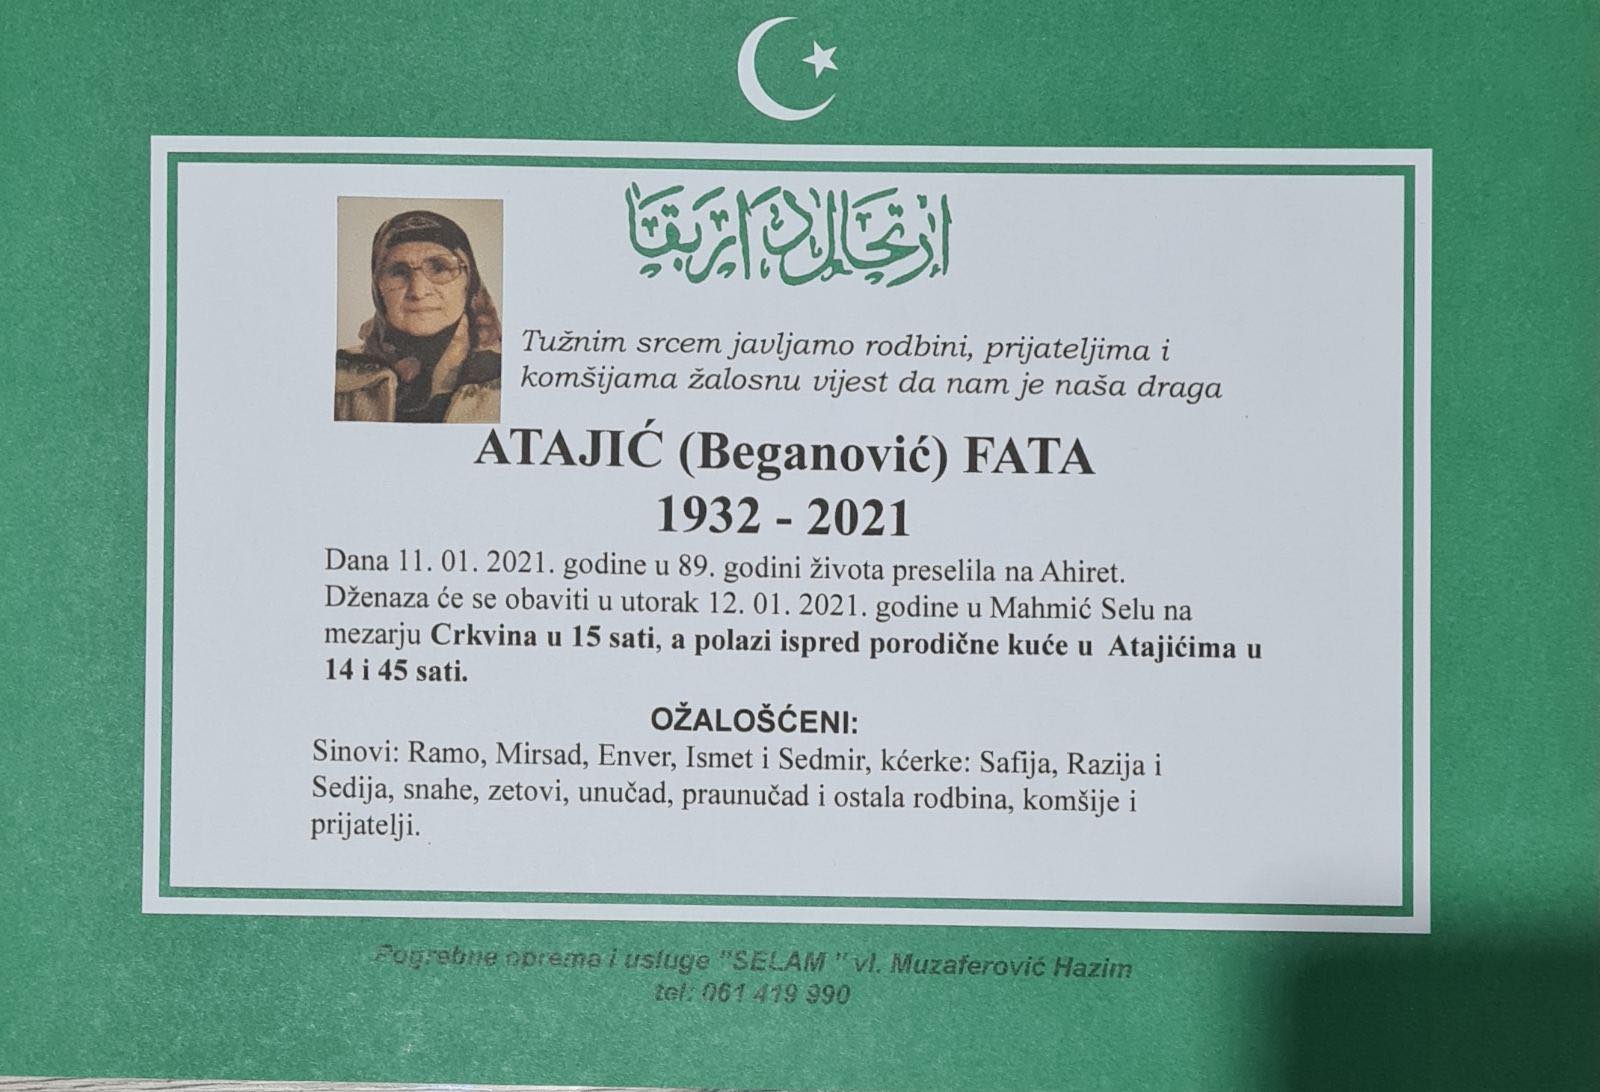 ارتحال دار بقا
Tužnim srcem javljamo rodbini, prijateljima i
komšijama žalosnu vijest da nam je naša draga
ATAJIĆ (Beganović) FATA
1932 - 2021
Dana 11. 01. 2021. godine u 89. godini života preselila na Ahiret.
Dženaza će se obaviti u utorak 12. 01. 2021. godine u Mahmić Selu na
mezarju Crkvina u 15 sati, a polazi ispred porodične kuće u Atajićima u
14 i 45 sati.
OŽALOŠĆENI:
Sinovi: Ramo, Mirsad, Enver, Ismet i Sedmir, kćerke: Safija, Razija i
Sedija, snahe, zetovi, unučad, praunučad i ostala rodbina, komšije i
prijatelji.
Pogrebne oprema i usluge "SELAM " vl. Muzaferović Hazim
tel: 061 419 990